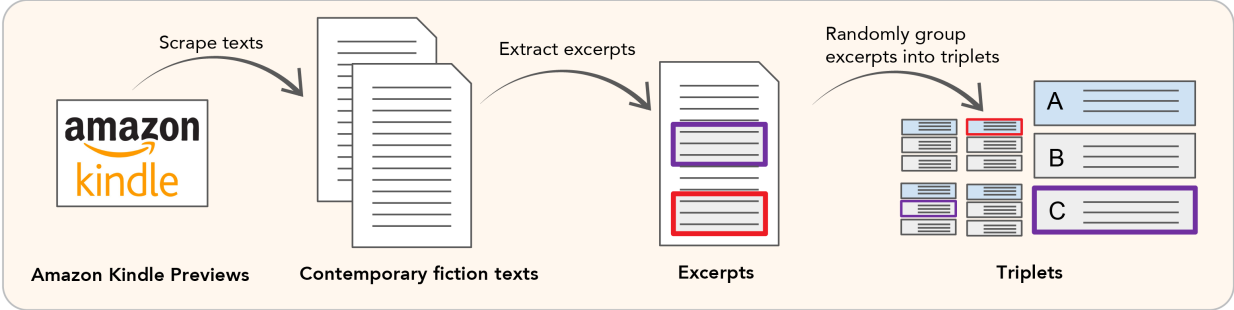 Scrape texts
Extract excerpts
Randomly group
excerpts into triplets
amazon
kindle
A
B
C
Amazon Kindle Previews
Contemporary fiction texts
Excerpts
Triplets